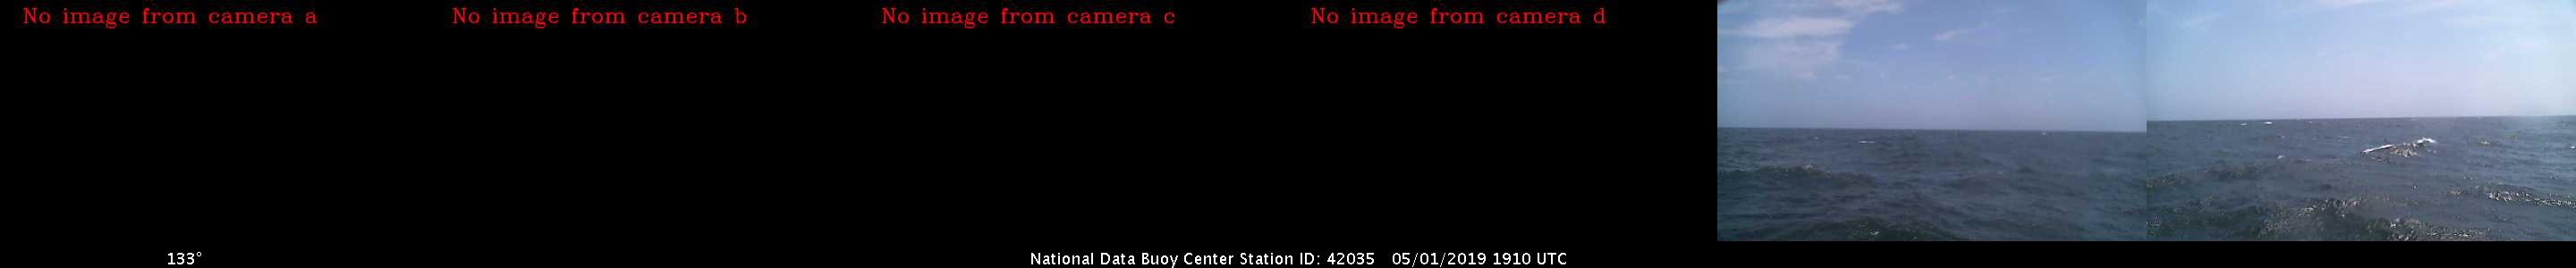 No image from camera a
No image from camera b
No image from camera c
No image from camera d
133°
National Data Buoy Center Station ID: 42035 05/01/2019 1910 UTC